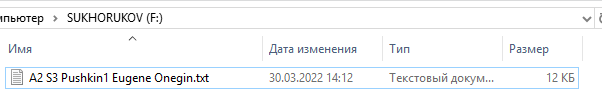 пьютер > SUKHORUKOV (F:)
Имя Дата изменения Тип Размер
A2 S3 Pushkin1 Eugene Onegin.txt 30.03.2022 14:12 Текстовый докум... 12 КБ